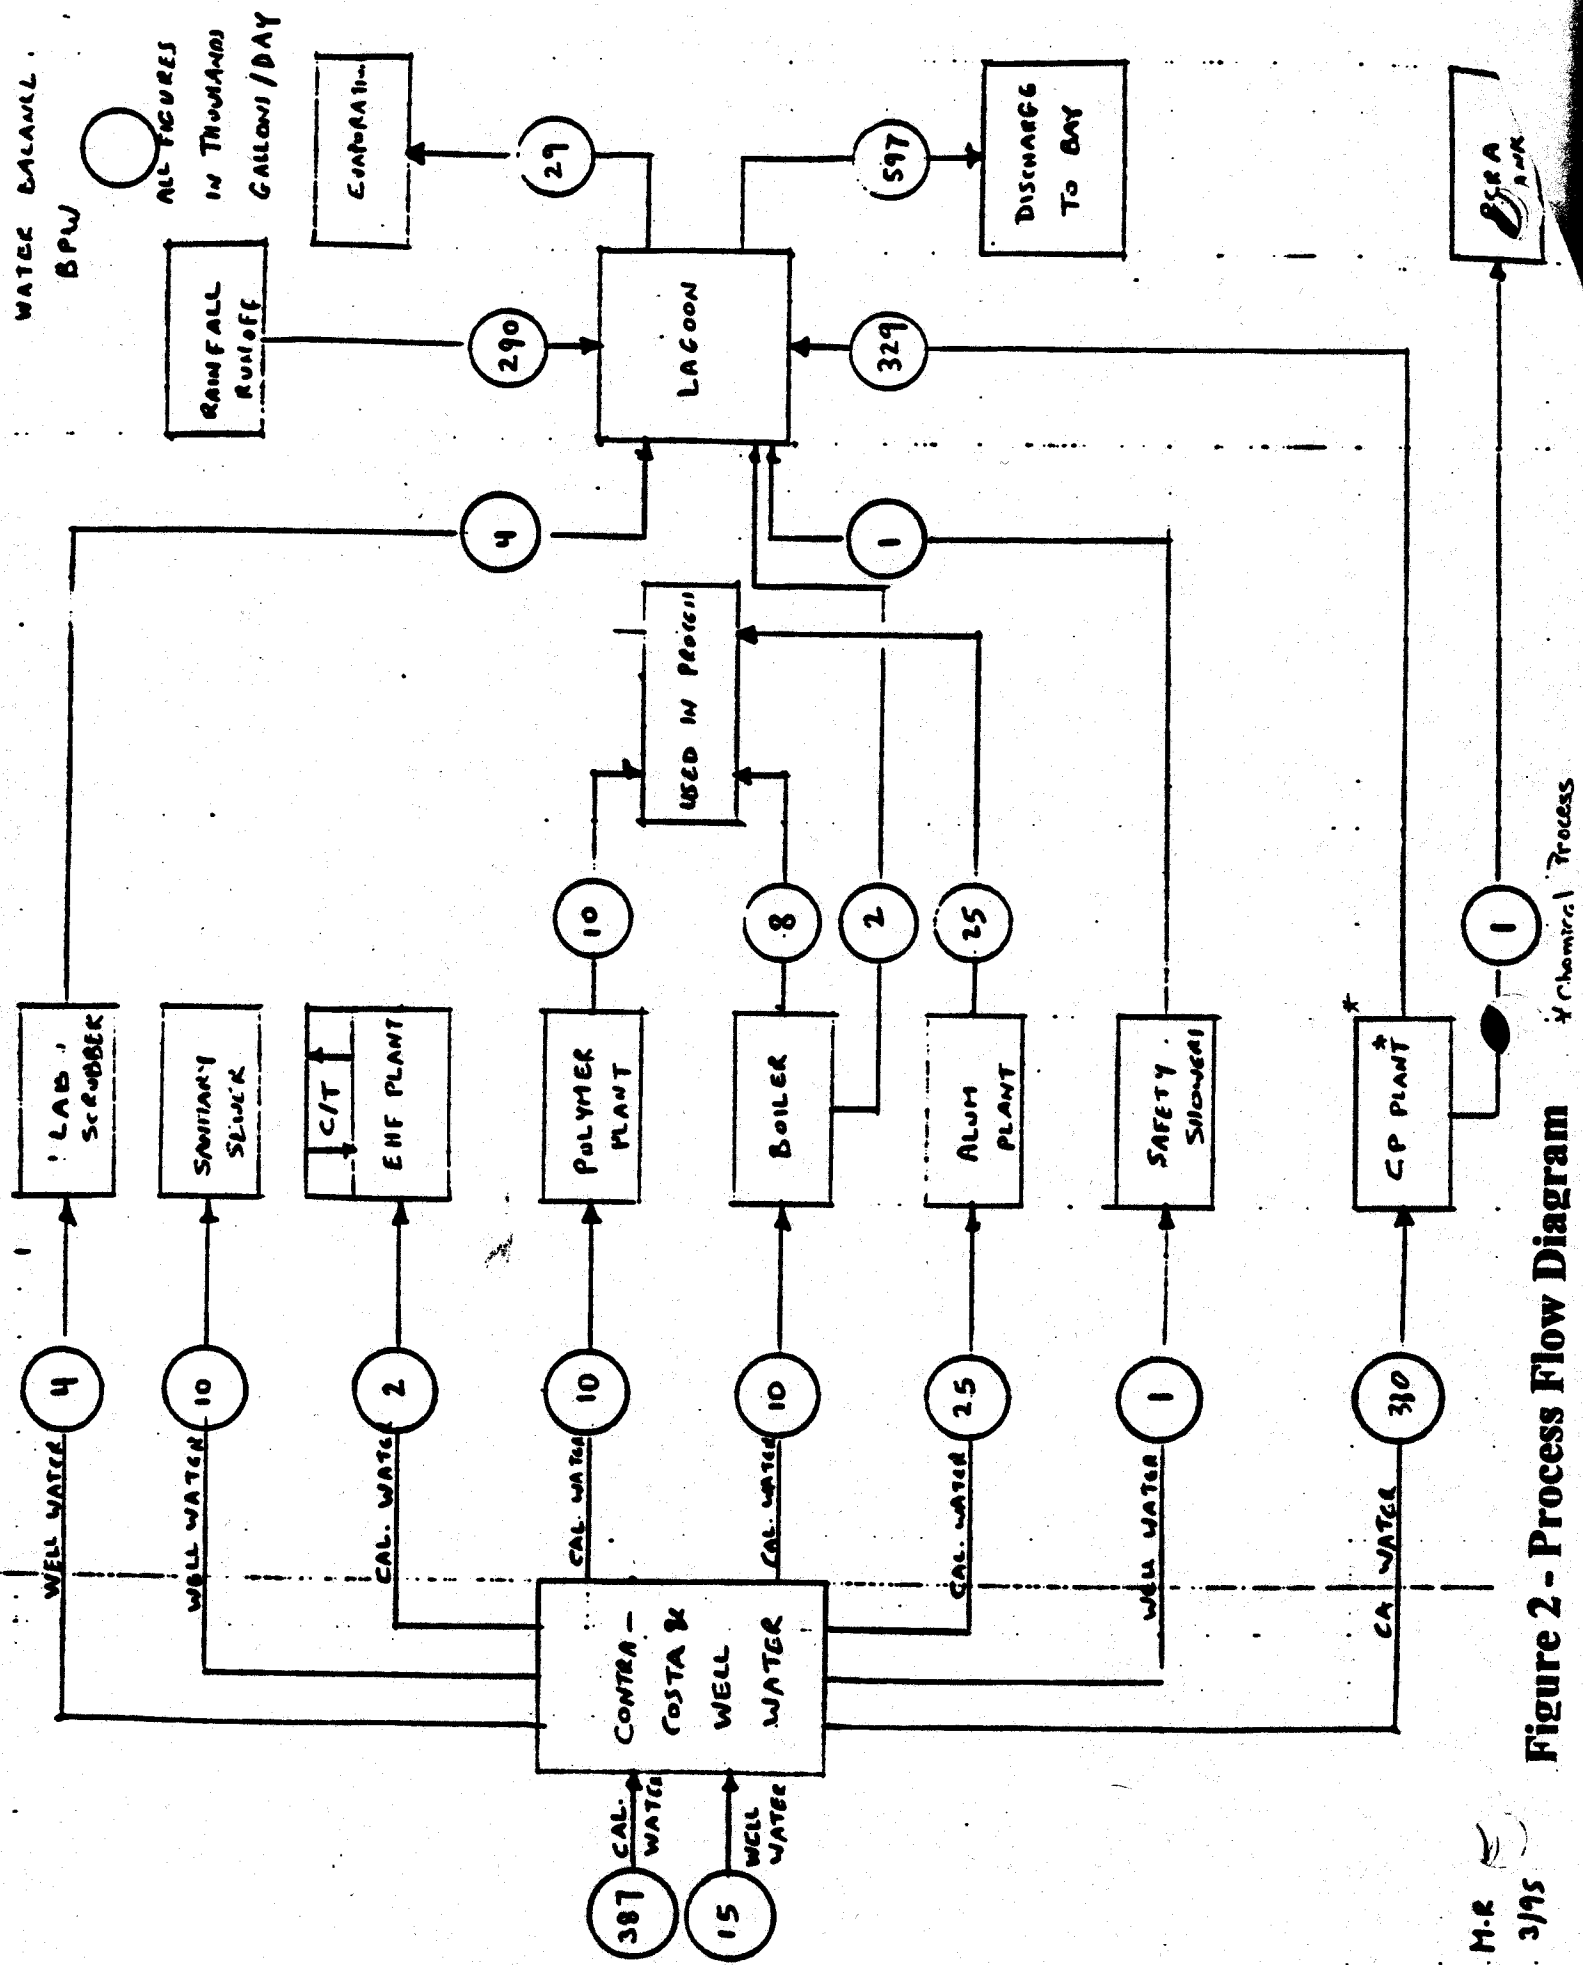 WATER BALANCE.
BPW
ALL FIGURES
IN THOUSANDS
GALLONS/DAY
387
CAL.
WATER
15
WELL
WATER
CONTRA-
COSTA &
WELL
WATER
WELL WATER
4
LAB.
SCRUBBER
4
WELL WATER
10
SANITARY
SEWER
CAL. WATER
2
C/T
EHF PLANT
CAL. WATER
10
POLYMER
PLANT
10
CAL. WATER
10
BOILER
8
2
CAL. WATER
25
ALUM
PLANT
25
WELL WATER
1
SAFETY
SHOWERS
1
CA WATER
330
CP PLANT *
*
329
1
RCRA
USED IN PROCESS
RAINFALL
RUNOFF
290
LAGOON
29
EVAPORATION
597
DISCHARGE
TO BAY
* Chemical Process
M.R
3/95
Figure 2 - Process Flow Diagram